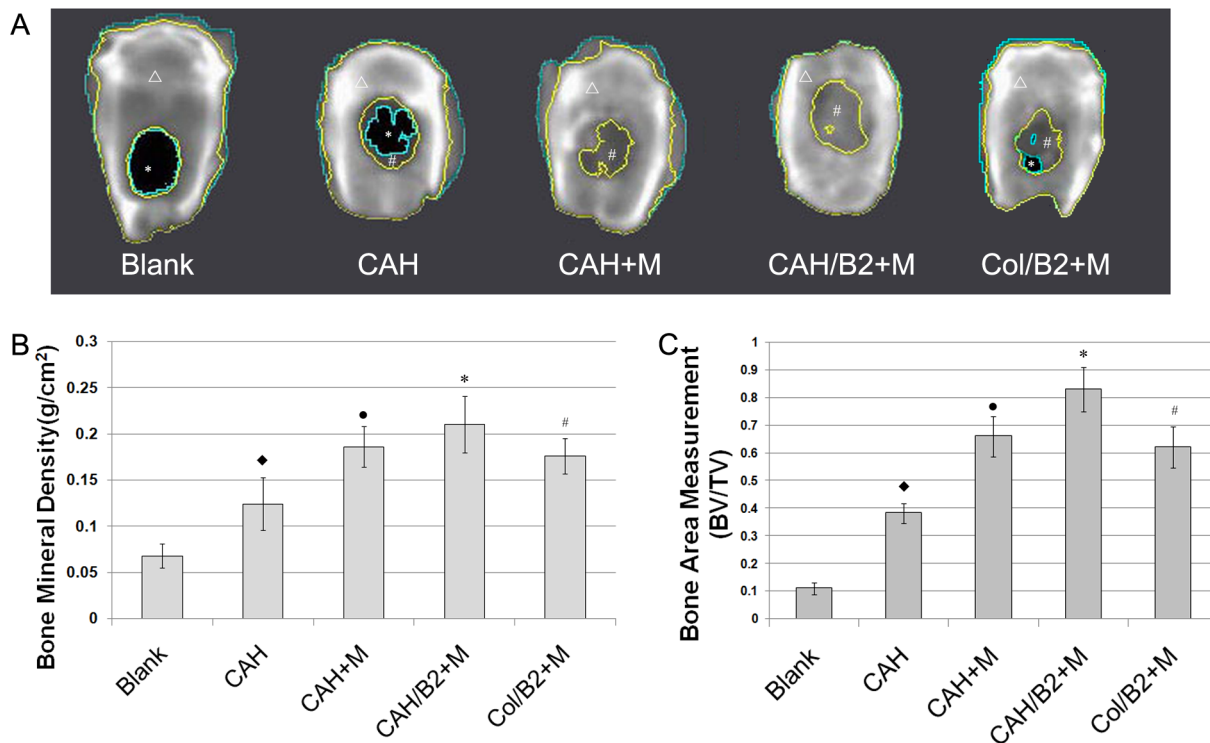 A
△ △ △ △ △
* * # # #
# *
Blank CAH CAH+M CAH/B2+M Col/B2+M
B
Bone Mineral Density(g/cm²)
0.3
0.25
0.2
0.15
0.1
0.05
0
◆ ● * #
Blank CAH CAH+M CAH/B2+M Col/B2+M
C
Bone Area Measurement
(BV/TV)
1
0.9
0.8
0.7
0.6
0.5
0.4
0.3
0.2
0.1
0
◆ ● * #
Blank CAH CAH+M CAH/B2+M Col/B2+M